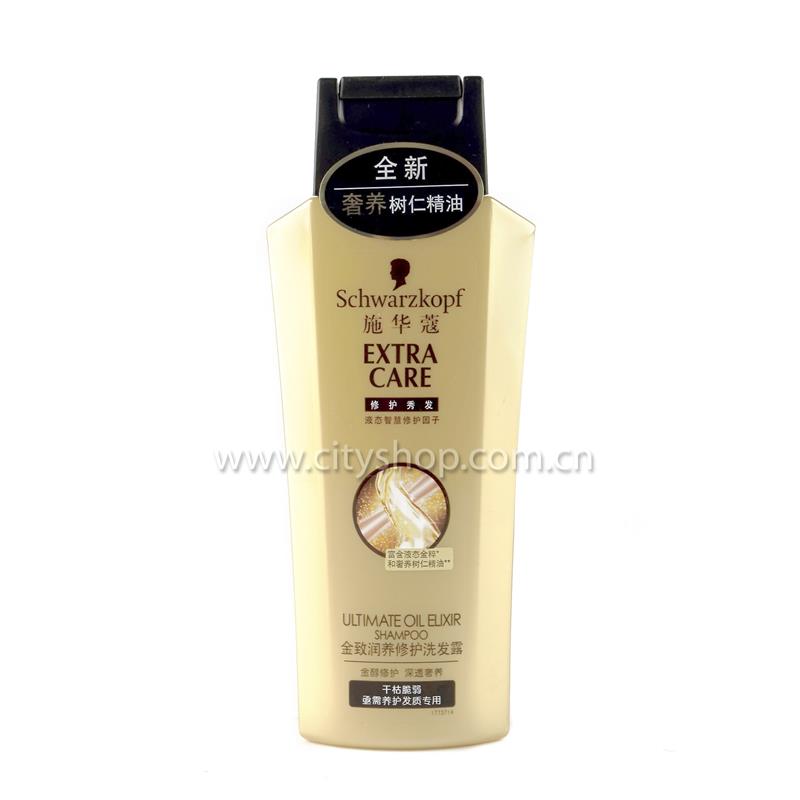 全新
奢养树仁精油
Schwarzkopf
施华蔻
EXTRA
CARE
修护秀发
液态智慧修护因子
www.cityshop.com.cn
富含液态金粹*
和奢养树仁精油**
ULTIMATE OIL ELIXIR
SHAMPOO
金致润养修护洗发露
金醇修护 深透奢养
干枯脆弱
亟需养护发质专用
1775714